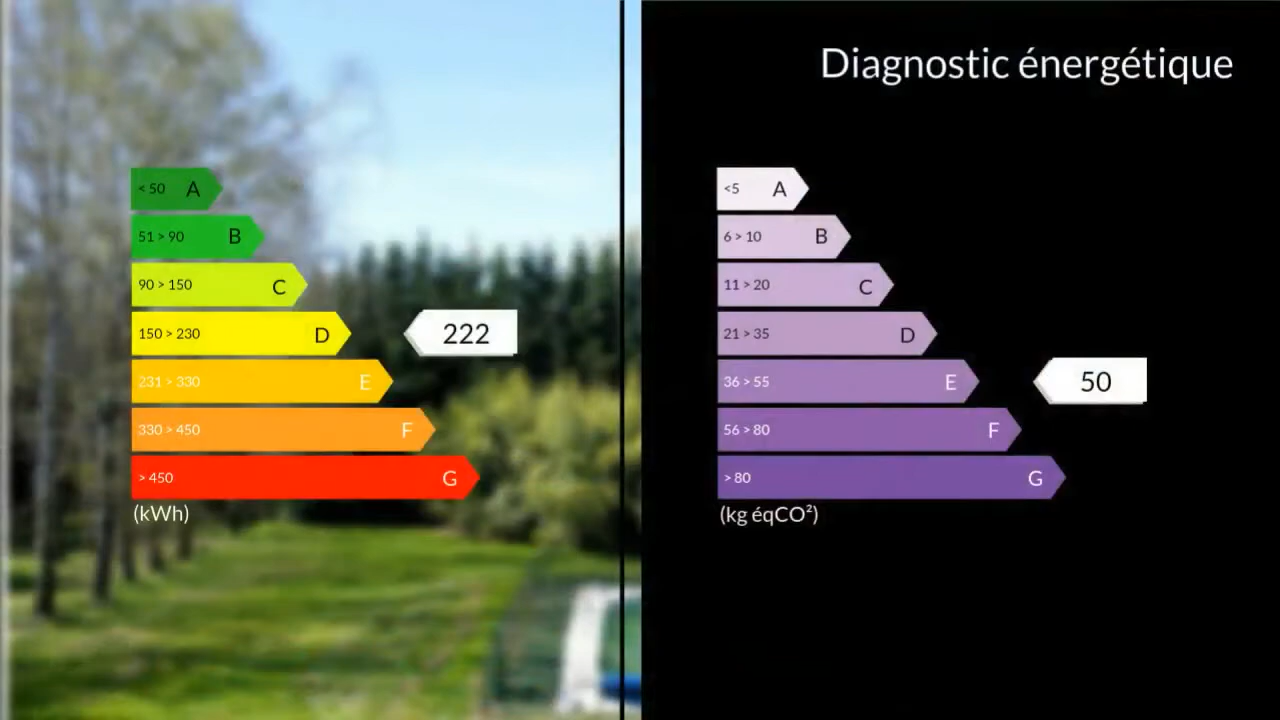 Diagnostic énergétique
< 50 A
51 > 90 B
90 > 150 C
150 > 230 D
222
231 > 330 E
330 > 450 F
> 450 G
(kWh)
<5 A
6 > 10 B
11 > 20 C
21 > 35 D
36 > 55 E
50
56 > 80 F
> 80 G
(kg éqCO²)